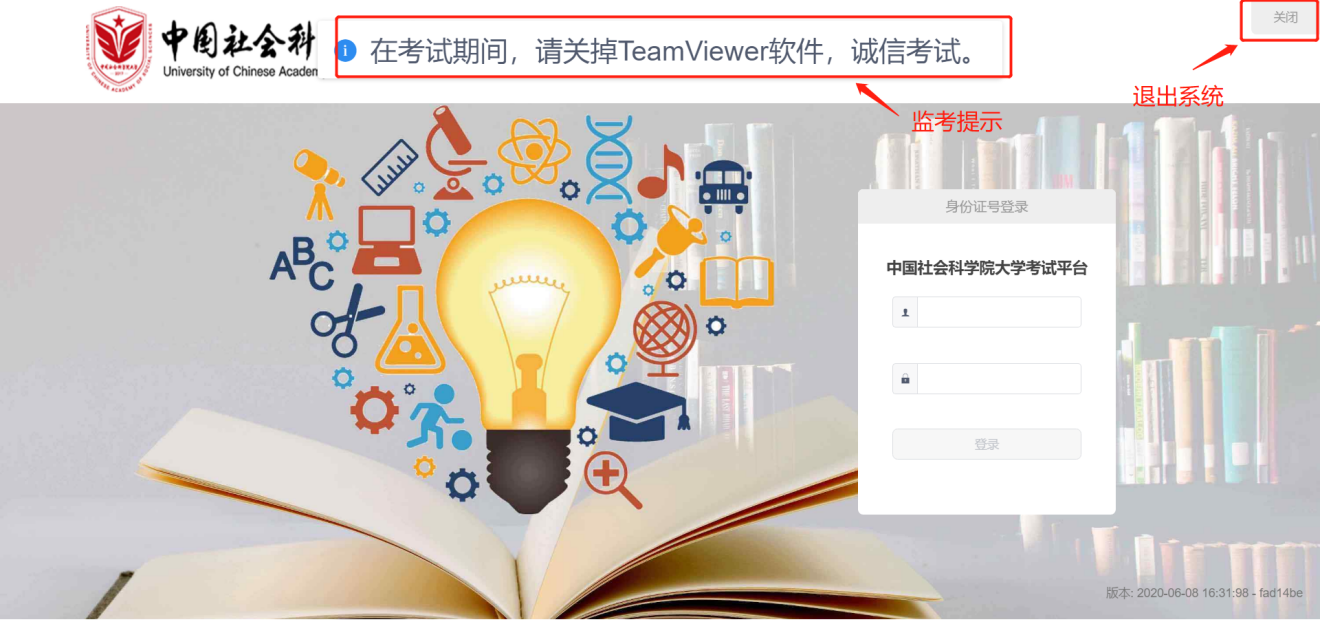 中国社会科
University of Chinese Academ
在考试期间，请关掉TeamViewer软件，诚信考试。
关闭
退出系统
监考提示
身份证号登录
中国社会科学院大学考试平台
登录
ABC
版本: 2020-06-08 16:31:98 - fad14be